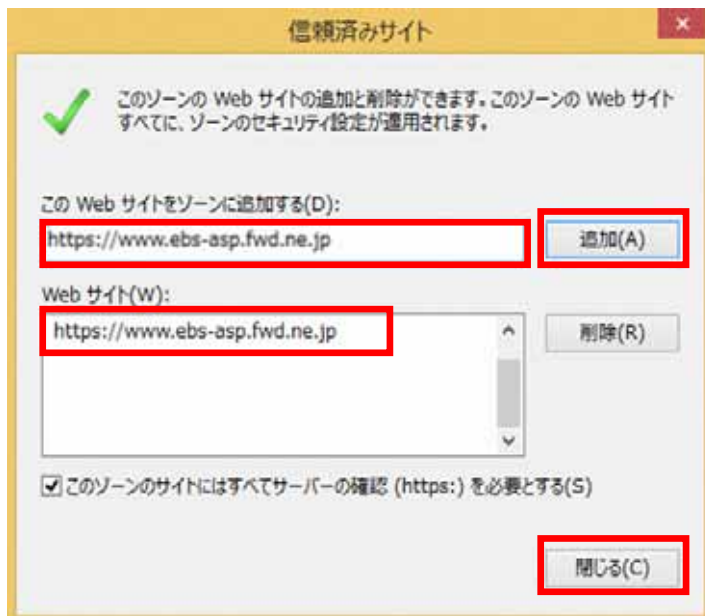 信頼済みサイト
このゾーンの Web サイトの追加と削除ができます。このゾーンの Web サイト
すべてに、ゾーンのセキュリティ設定が適用されます。
この Web サイトをゾーンに追加する(D):
https://www.ebs-asp.fwd.ne.jp
追加(A)
Web サイト(W):
https://www.ebs-asp.fwd.ne.jp
削除(R)
このゾーンのサイトにはすべてサーバーの確認 (https:) を必要とする(S)
閉じる(C)